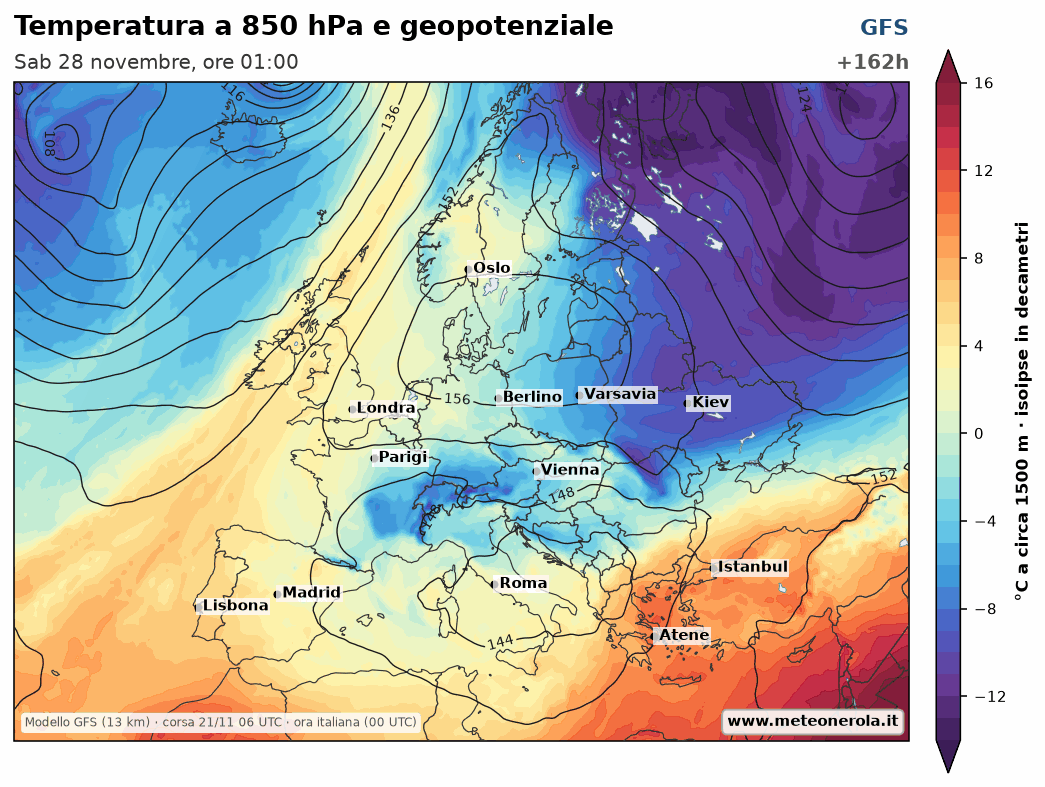 Temperatura a 850 hPa e geopotenziale
GFS
Sab 28 novembre, ore 01:00
+162h
116
136
124
108
152
Oslo
156
Berlino
Varsavia
Kiev
Londra
Parigi
Vienna
148
152
148
Istanbul
Roma
Madrid
Lisbona
Atene
144
Modello GFS (13 km) · corsa 21/11 06 UTC · ora italiana (00 UTC)
www.meteonerola.it
16
12
8
4
0
−4
−8
−12
°C a circa 1500 m · isoipse in decametri